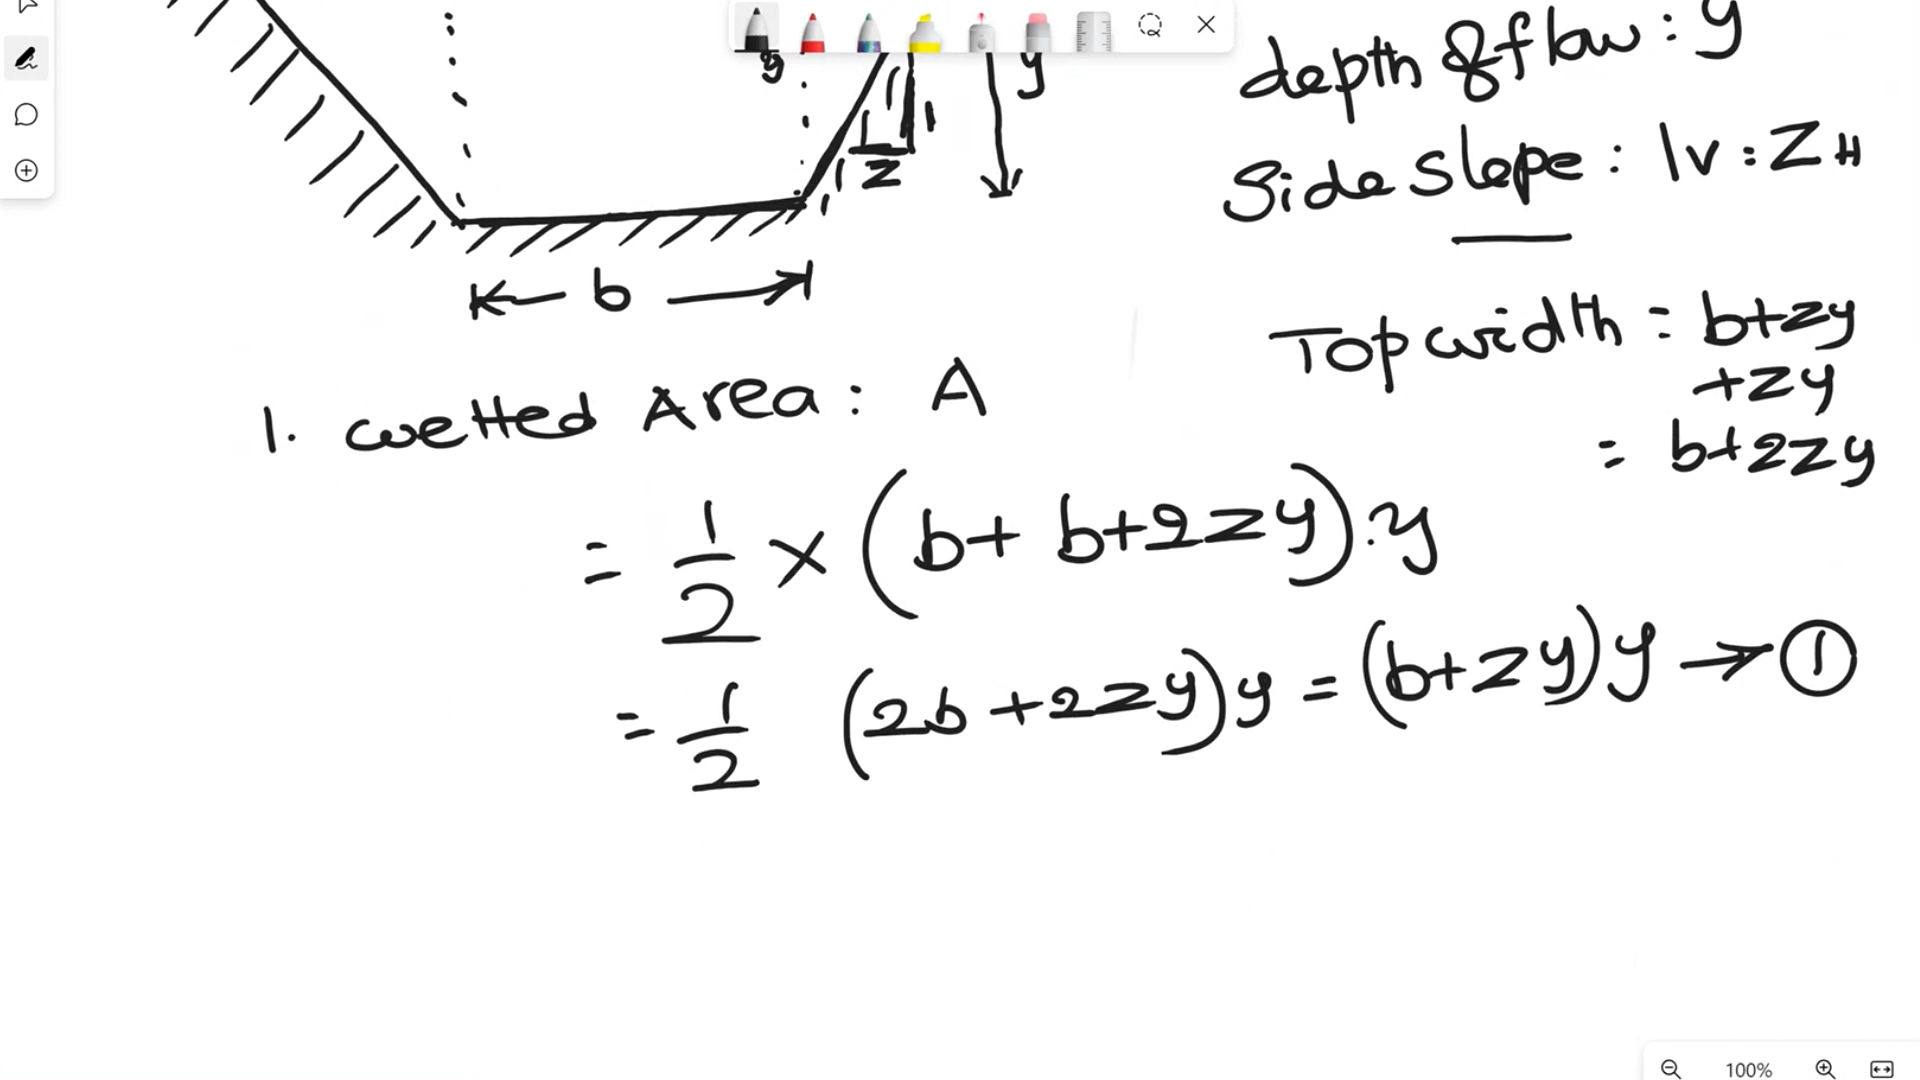 depth of flow : y
Side slope : 1V : ZH
y
y
1
Z
b
Top width = b+zy
+zy
= b+2zy
1. wetted Area : A
= 1/2 × (b + b+2zy).y
= 1/2 (2b+2zy)y = (b+zy)y → ①
100%